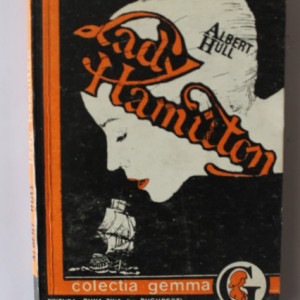 ALBERT
HULL
Lady
Hamilton
colectia gemma
G